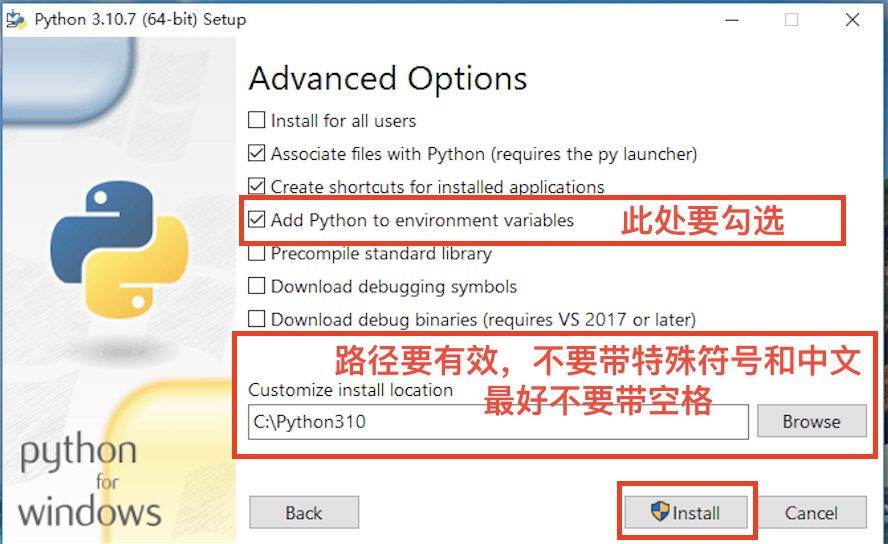 Python 3.10.7 (64-bit) Setup
Advanced Options
Install for all users
Associate files with Python (requires the py launcher)
Create shortcuts for installed applications
Add Python to environment variables 此处要勾选
Precompile standard library
Download debugging symbols
Download debug binaries (requires VS 2017 or later)
路径要有效，不要带特殊符号和中文
Customize install location
最好不要带空格
C:\Python310
Browse
python
for
windows
Back
Install
Cancel